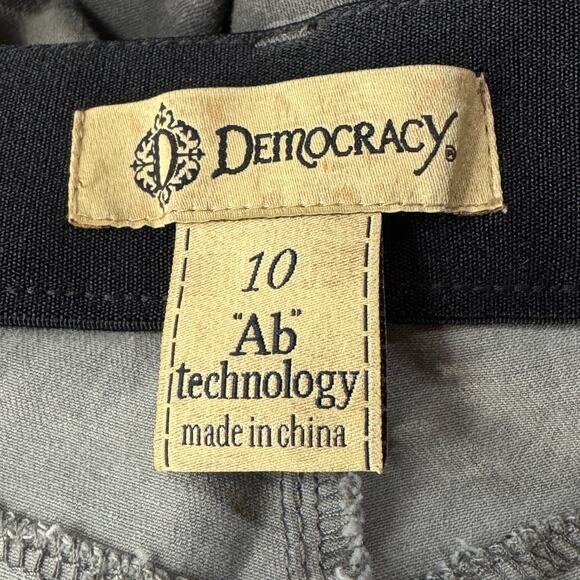 D DEMOCRACY®
10
"Ab"
technology
made in china